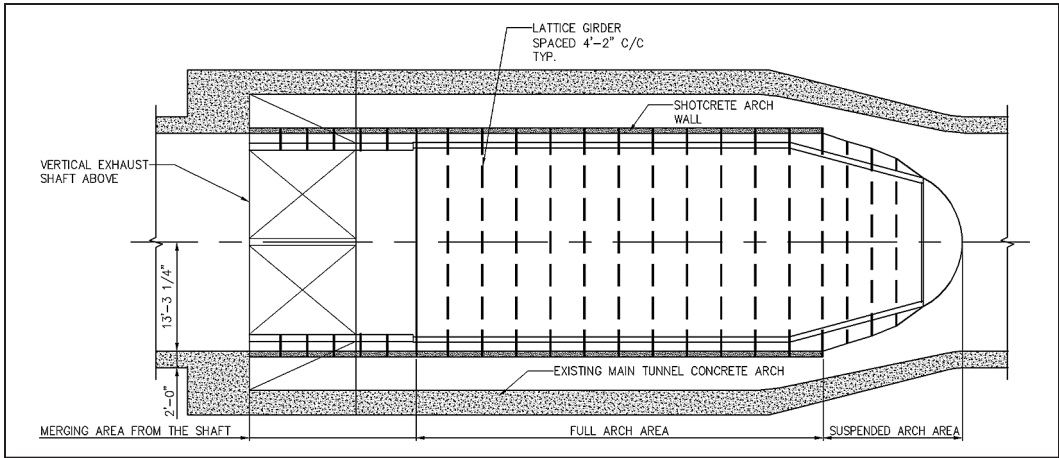 LATTICE GIRDER
SPACED 4'-2" C/C
TYP.
SHOTCRETE ARCH
WALL
VERTICAL EXHAUST
SHAFT ABOVE
13'-3 1/4"
2'-0"
EXISTING MAIN TUNNEL CONCRETE ARCH
MERGING AREA FROM THE SHAFT
FULL ARCH AREA
SUSPENDED ARCH AREA